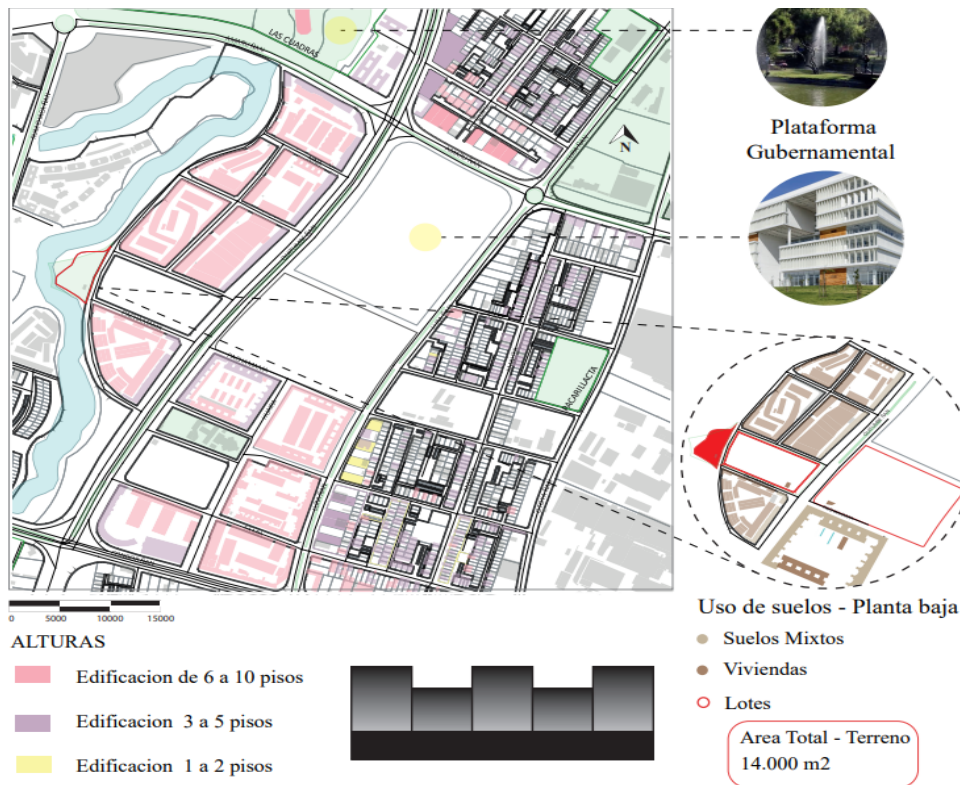 LAS CUADRAS
N
PACARILLACTA
Plataforma
Gubernamental
0 5000 10000 15000
ALTURAS
Edificacion de 6 a 10 pisos
Edificacion 3 a 5 pisos
Edificacion 1 a 2 pisos
Uso de suelos - Planta baja
Suelos Mixtos
Viviendas
Lotes
Area Total - Terreno
14.000 m2